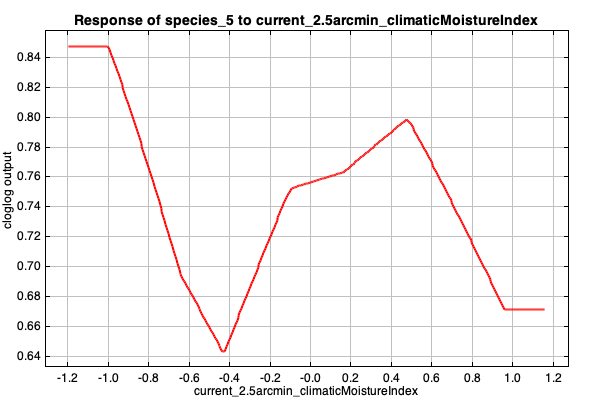 Response of species_5 to current_2.5arcmin_climaticMoistureIndex
cloglog output
0.84
0.82
0.80
0.78
0.76
0.74
0.72
0.70
0.68
0.66
0.64
-1.2 -1.0 -0.8 -0.6 -0.4 -0.2 -0.0 0.2 0.4 0.6 0.8 1.0 1.2
current_2.5arcmin_climaticMoistureIndex